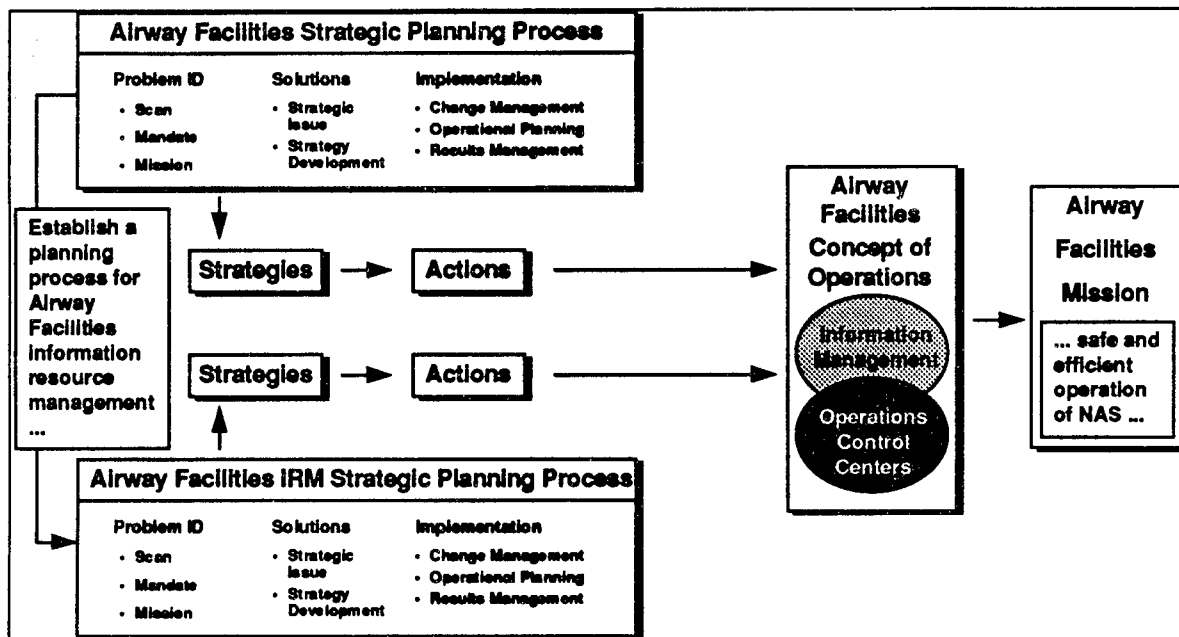 Airway Facilities Strategic Planning Process
Problem ID
• Scan
• Mandate
• Mission
Solutions
• Strategic
Issue
• Strategy
Development
Implementation
• Change Management
• Operational Planning
• Results Management
Establish a
planning
process for
Airway
Facilities
information
resource
management
...
Strategies
Actions
Strategies
Actions
Airway
Facilities
Concept of
Operations
Information
Management
Operations
Control
Centers
Airway
Facilities
Mission
... safe and
efficient
operation
of NAS ...
Airway Facilities IRM Strategic Planning Process
Problem ID
• Scan
• Mandate
• Mission
Solutions
• Strategic
Issue
• Strategy
Development
Implementation
• Change Management
• Operational Planning
• Results Management